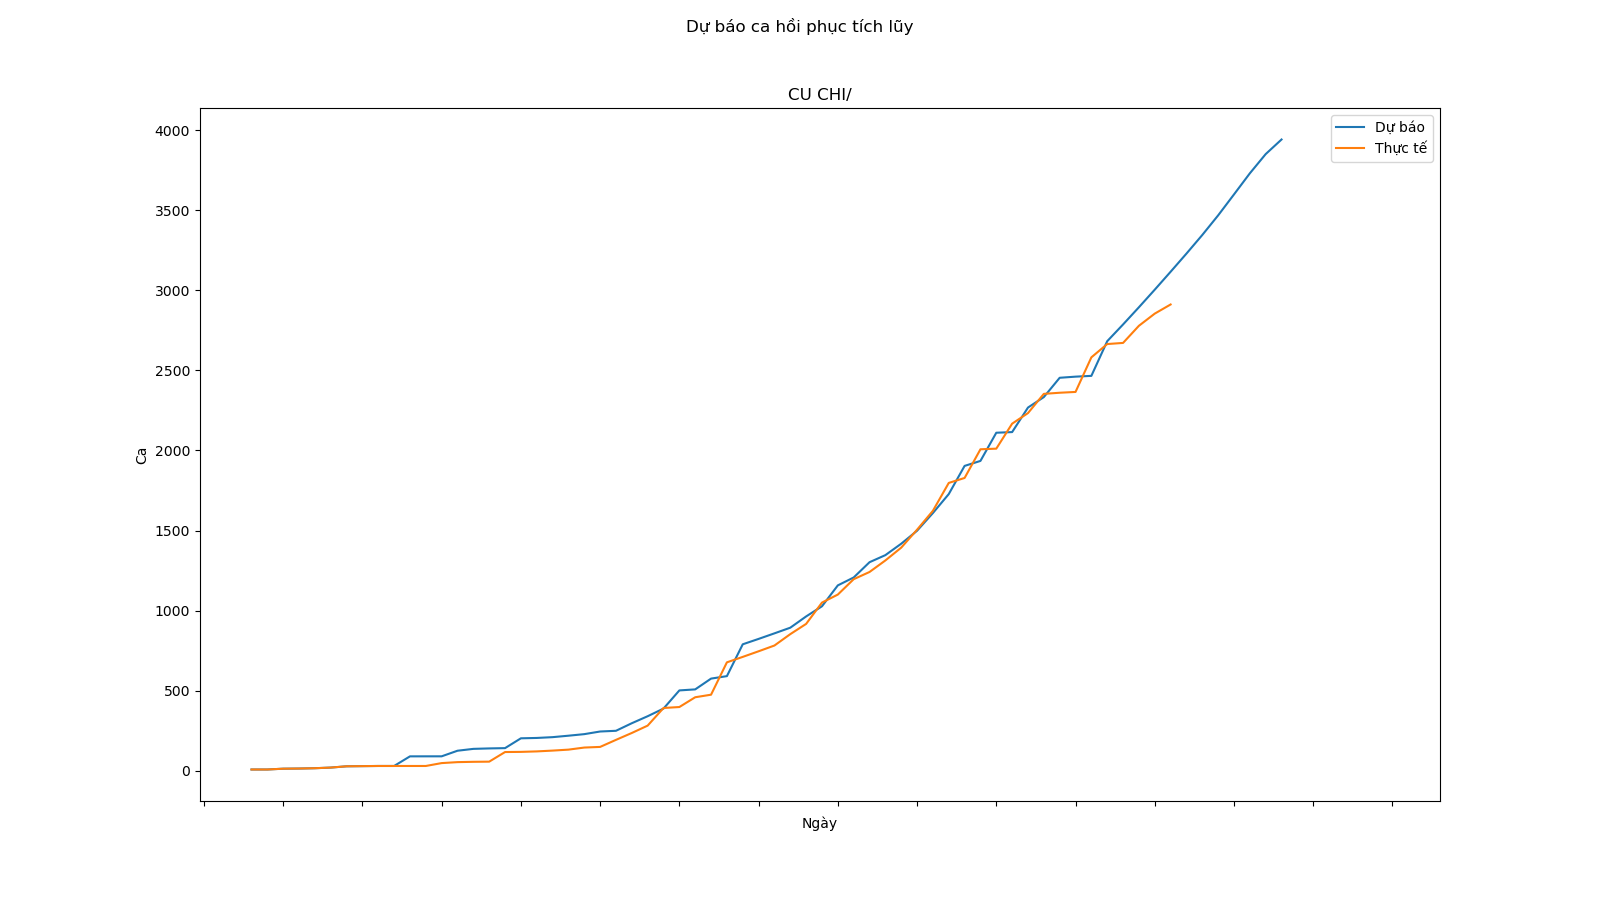 Dự báo ca hồi phục tích lũy
CU CHI/
Dự báo
Thực tế
4000
3500
3000
2500
2000
1500
1000
500
0
Ca
Ngày